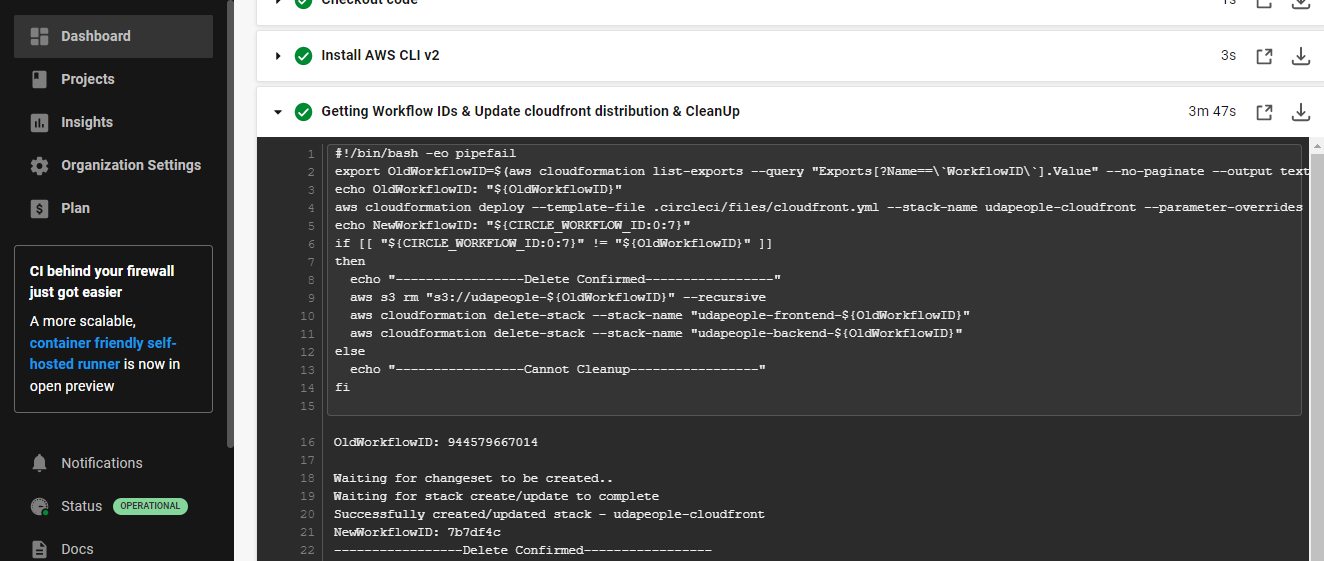 Dashboard
Projects
Insights
Organization Settings
Plan
CI behind your firewall
just got easier
A more scalable,
container friendly self-
hosted runner is now in
open preview
Notifications
Status OPERATIONAL
Docs
Checkout code 1s
Install AWS CLI v2 3s
Getting Workflow IDs & Update cloudfront distribution & CleanUp 3m 47s
1 #!/bin/bash -eo pipefail
2 export OldWorkflowID=$(aws cloudformation list-exports --query "Exports[?Name==\`WorkflowID\`].Value" --no-paginate --output text
3 echo OldWorkflowID: "${OldWorkflowID}"
4 aws cloudformation deploy --template-file .circleci/files/cloudfront.yml --stack-name udapeople-cloudfront --parameter-overrides
5 echo NewWorkflowID: "${CIRCLE_WORKFLOW_ID:0:7}"
6 if [[ "${CIRCLE_WORKFLOW_ID:0:7}" != "${OldWorkflowID}" ]]
7 then
8 echo "-----------------Delete Confirmed-----------------"
9 aws s3 rm "s3://udapeople-${OldWorkflowID}" --recursive
10 aws cloudformation delete-stack --stack-name "udapeople-frontend-${OldWorkflowID}"
11 aws cloudformation delete-stack --stack-name "udapeople-backend-${OldWorkflowID}"
12 else
13 echo "-----------------Cannot Cleanup-----------------"
14 fi
15
16 OldWorkflowID: 944579667014
17
18 Waiting for changeset to be created..
19 Waiting for stack create/update to complete
20 Successfully created/updated stack - udapeople-cloudfront
21 NewWorkflowID: 7b7df4c
22 -----------------Delete Confirmed-----------------